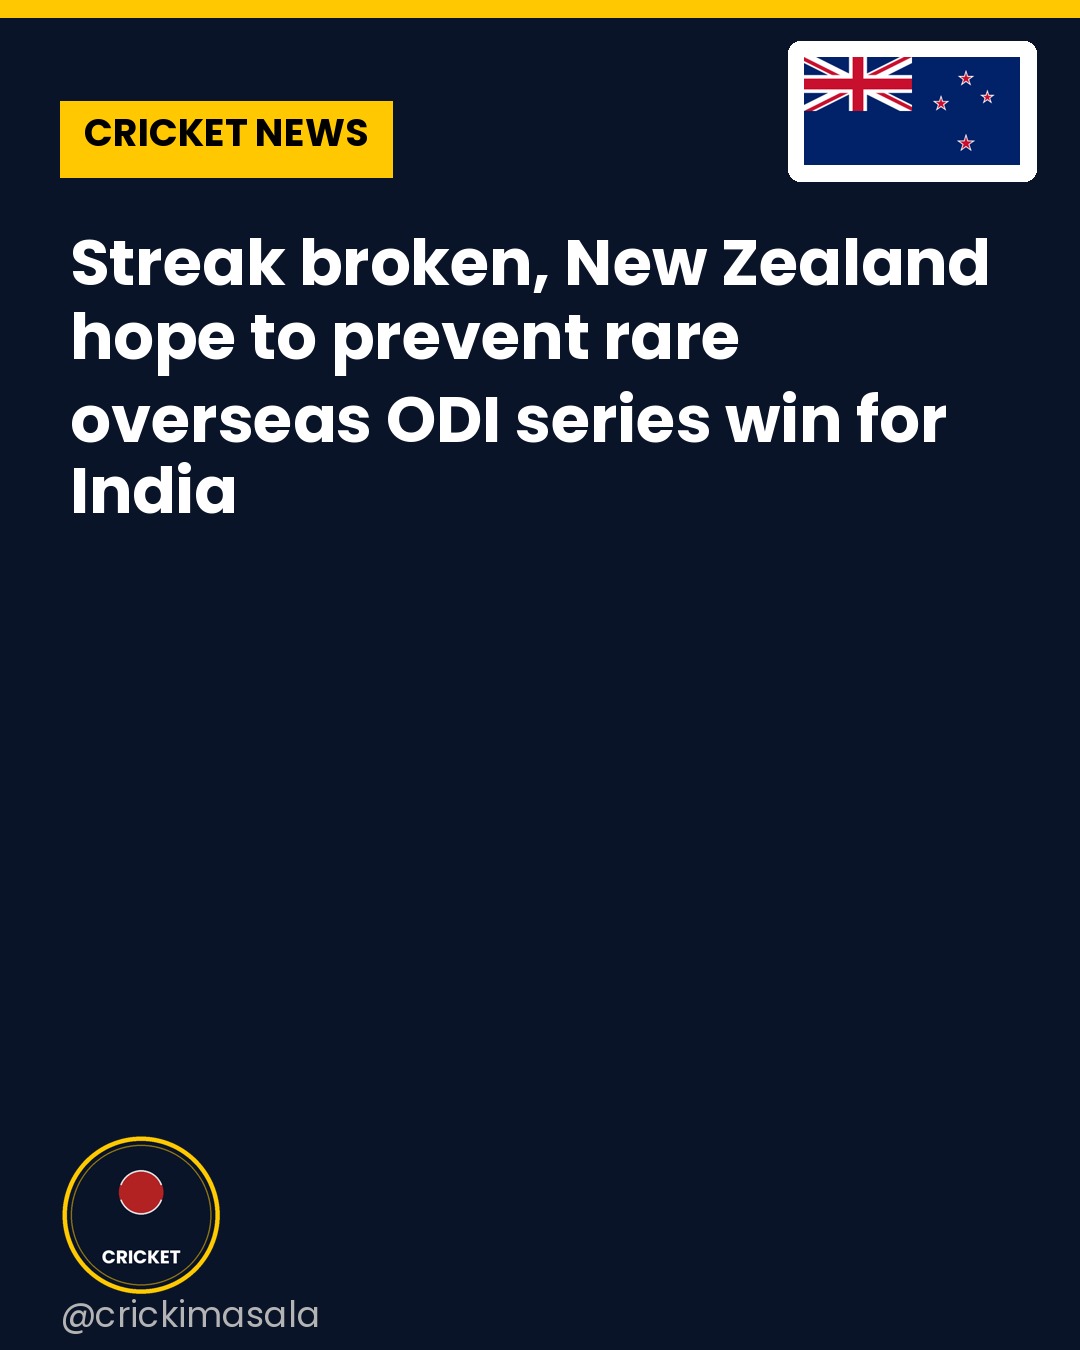 CRICKET NEWS
Streak broken, New Zealand
hope to prevent rare
overseas ODI series win for
India
CRICKET
@crickimasala